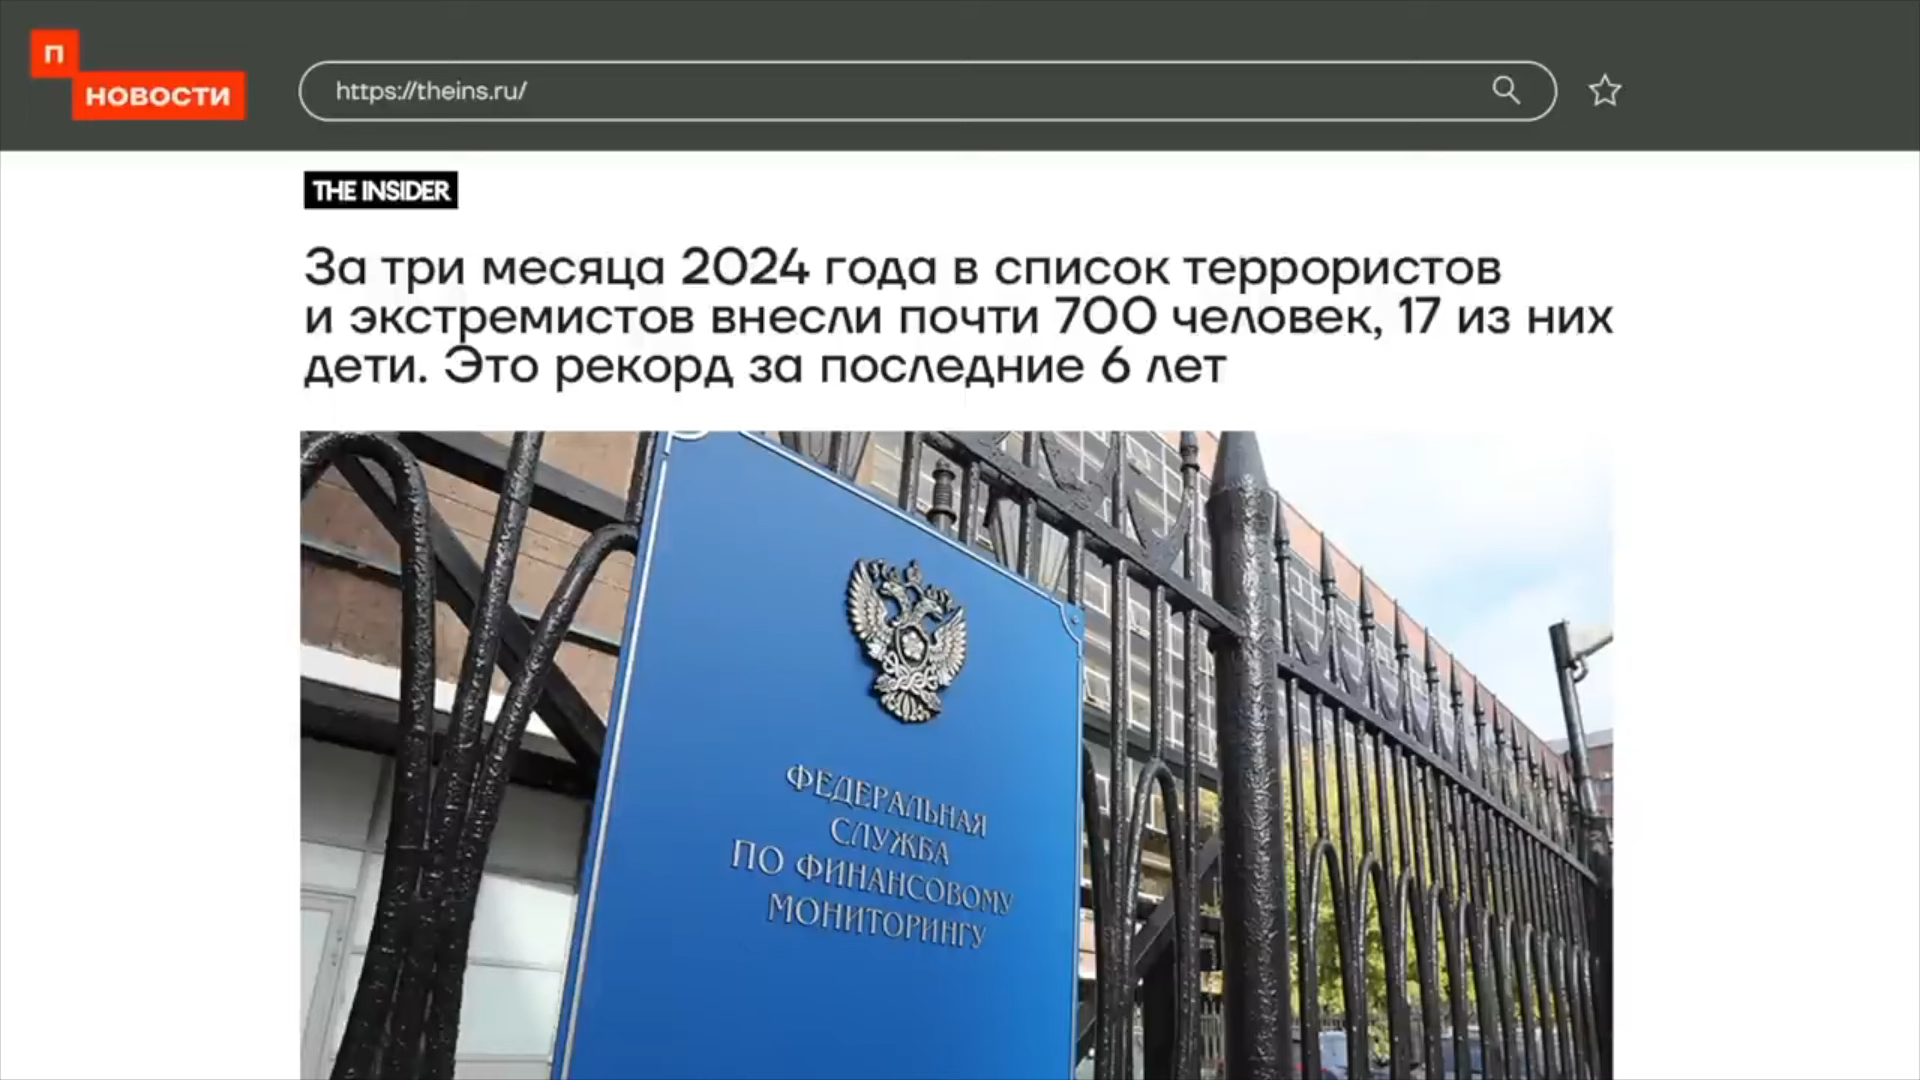 П
НОВОСТИ
https://theins.ru/
THE INSIDER
За три месяца 2024 года в список террористов
и экстремистов внесли почти 700 человек, 17 из них
дети. Это рекорд за последние 6 лет
ФЕДЕРАЛЬНАЯ
СЛУЖБА
ПО ФИНАНСОВОМУ
МОНИТОРИНГУ